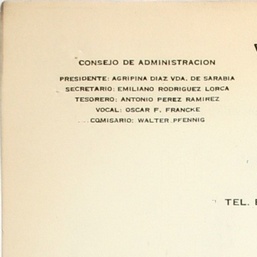 CONSEJO DE ADMINISTRACION
PRESIDENTE: AGRIPINA DIAZ VDA. DE SARABIA
SECRETARIO: EMILIANO RODRIGUEZ LORCA
TESORERO: ANTONIO PEREZ RAMIREZ
VOCAL: OSCAR F. FRANCKE
COMISARIO: WALTER PFENNIG
TEL.